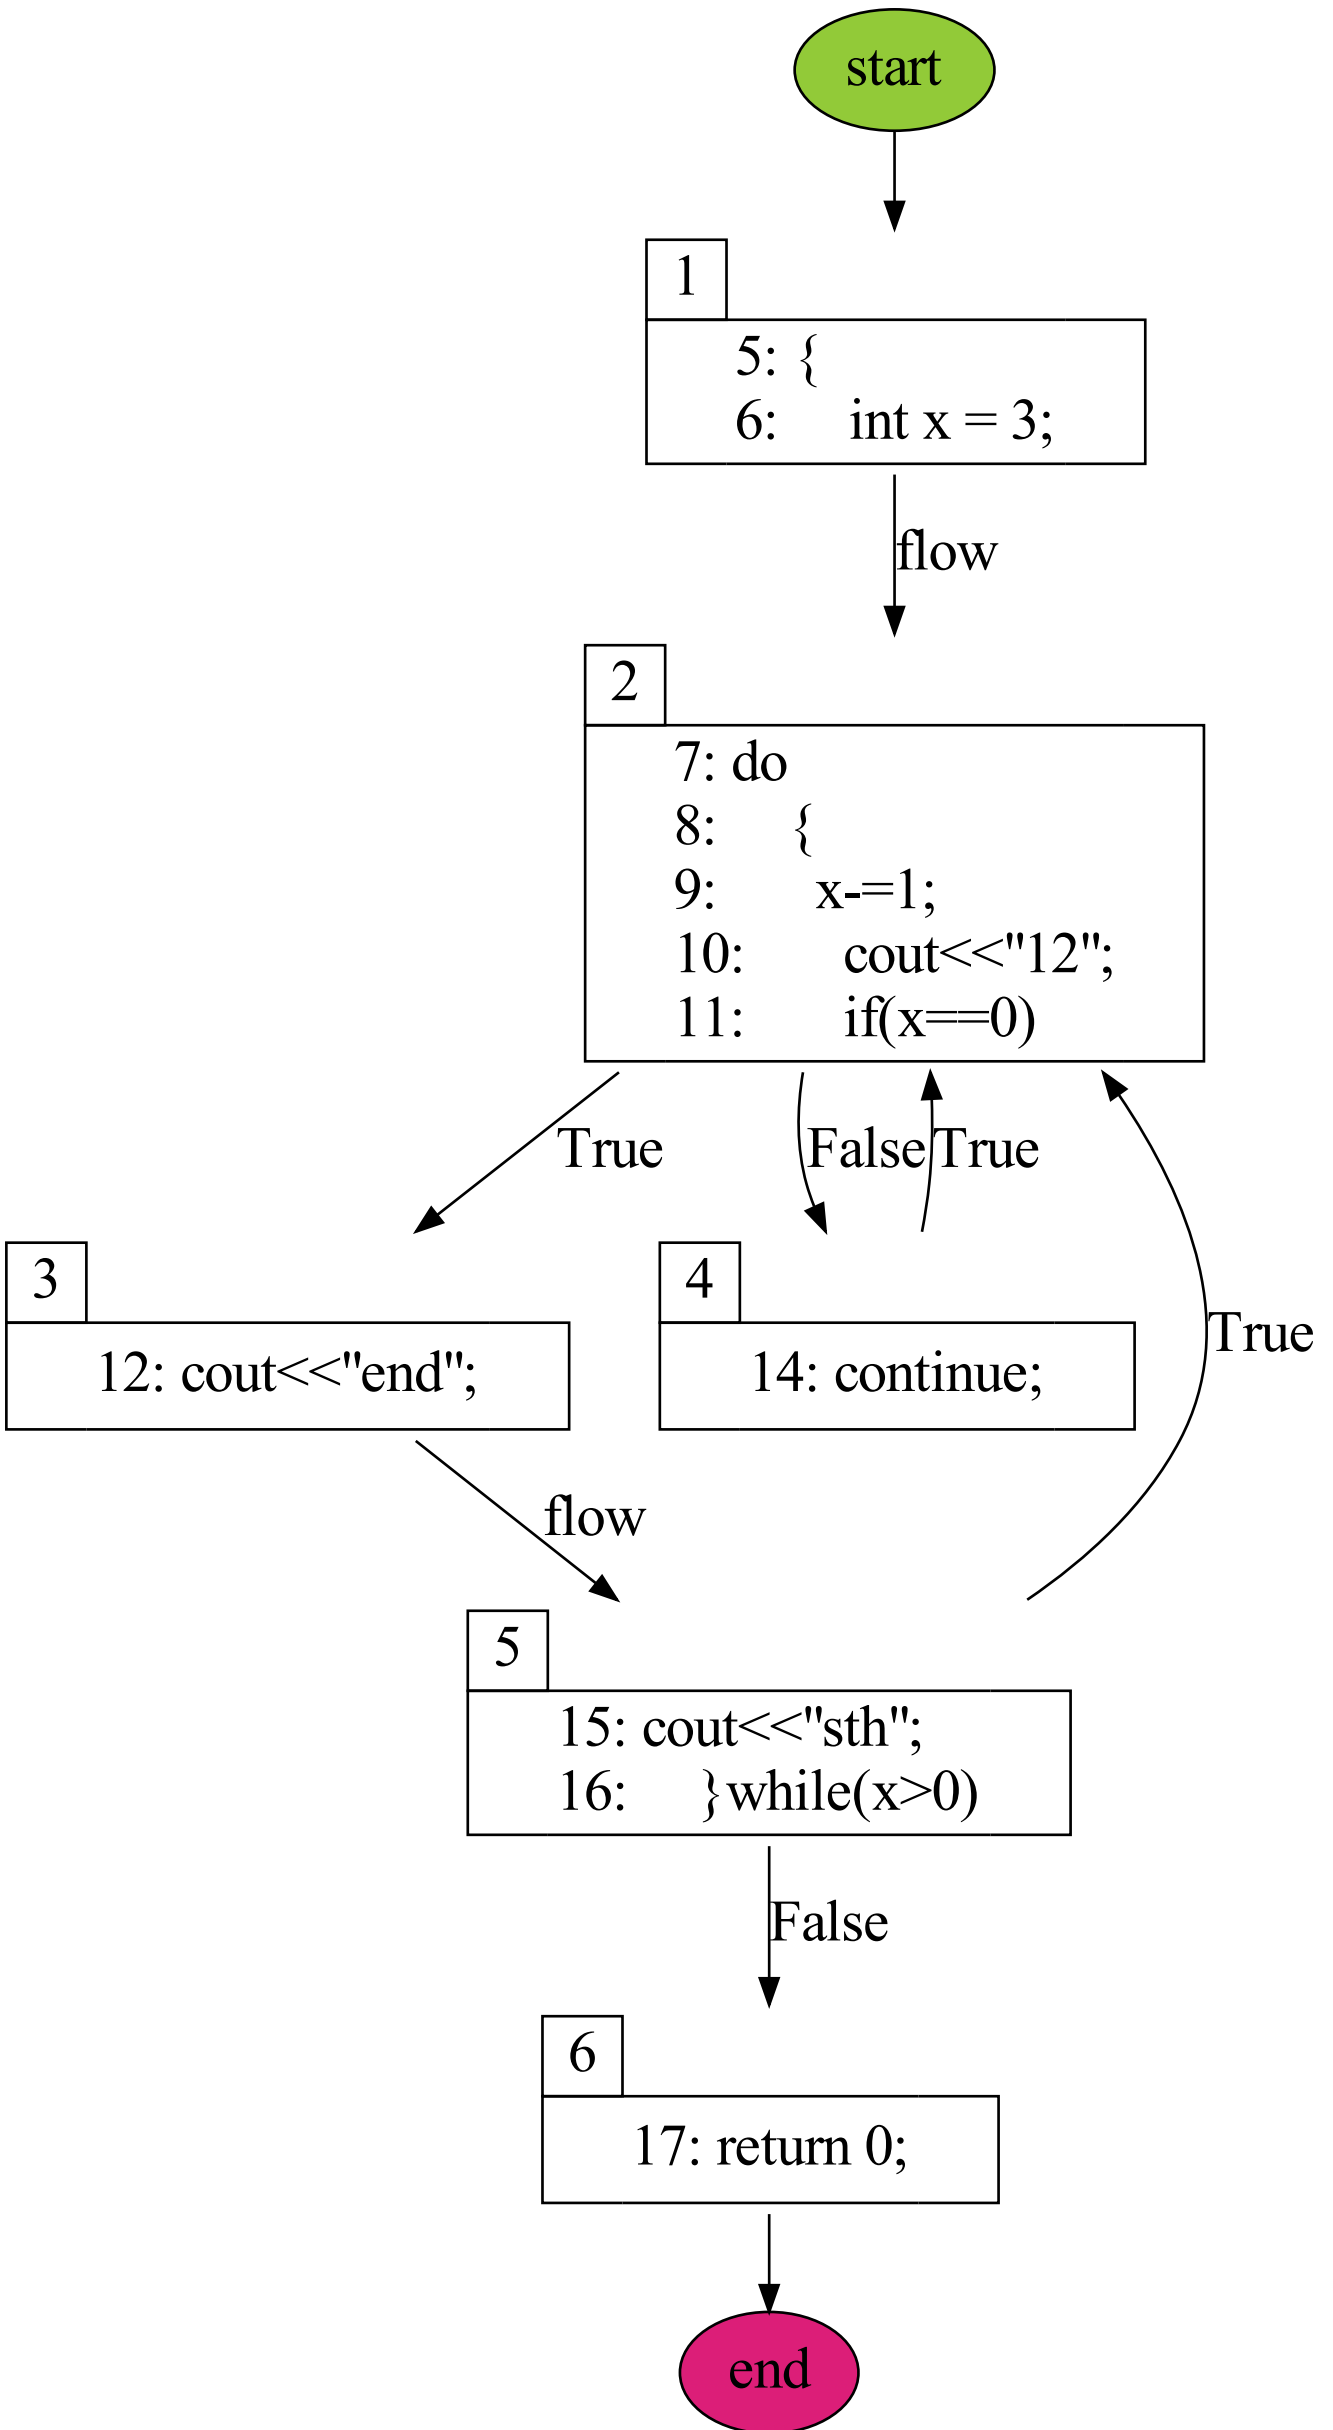 start
1
5: {
6: int x = 3;
flow
2
7: do
8: {
9: x-=1;
10: cout<<"12";
11: if(x==0)
True
False
True
3
12: cout<<"end";
4
14: continue;
True
flow
5
15: cout<<"sth";
16: }while(x>0)
False
6
17: return 0;
end